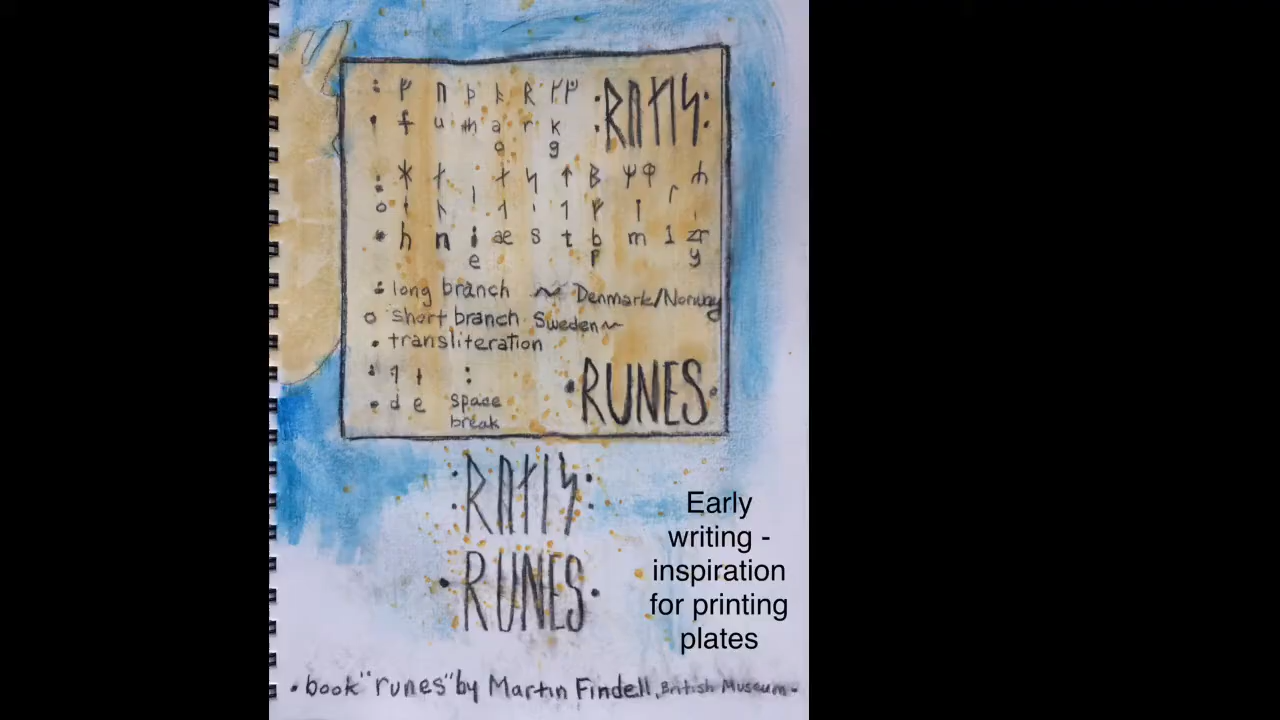 : ᚠ ᚢ ᚦ ᚬ ᚱ ᚴ ᚵ
• f u th a r k
o g
:ᚱᚢᚾᛁᛋ:
: ᚼ ᚾ ᛁ ᛅ ᛋ ᛏ ᛒ ᛘ ᛚ ᛦ
• h n i æ s t b m l zr
e p y
: long branch ~ Denmark/Norway
o short branch Sweden~
• transliteration
: ᛐ ᚽ :
• d e space
break
•RUNES•
:ᚱᚢᚾᛁᛋ:
•RUNES•
Early
writing -
inspiration
for printing
plates
• book "runes" by Martin Findell, British Museum -